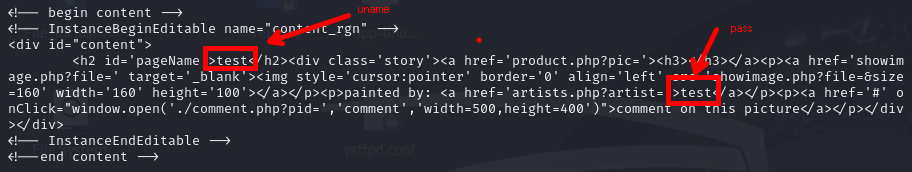 uname
<!-- begin content -->
<!-- InstanceBeginEditable name="content_rgn" -->
<div id="content">
pass
<h2 id='pageName'>test</h2><div class='story'><a href='product.php?pic='><h3></h3></a><p><a href='showim
age.php?file=' target='_blank'><img style='cursor:pointer' border='0' align='left' src='showimage.php?file=&size
=160' width='160' height='100'></a></p><p>painted by: <a href='artists.php?artist='>test</a></p><p><a href='#' o
nClick="window.open('./comment.php?pid=','comment','width=500,height=400')">comment on this picture</a></p></div
></div>
<!-- InstanceEndEditable -->
<!--end content -->
vsftpd.conf